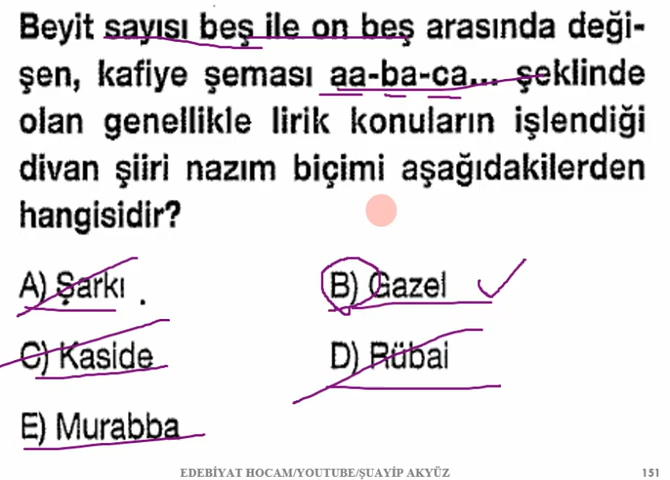 Beyit sayısı beş ile on beş arasında deği-
şen, kafiye şeması aa-ba-ca... şeklinde
olan genellikle lirik konuların işlendiği
divan şiiri nazım biçimi aşağıdakilerden
hangisidir?
A) Şarkı . B) Gazel
C) Kaside D) Rübai
E) Murabba
EDEBİYAT HOCAM/YOUTUBE/ŞUAYİP AKYÜZ 151